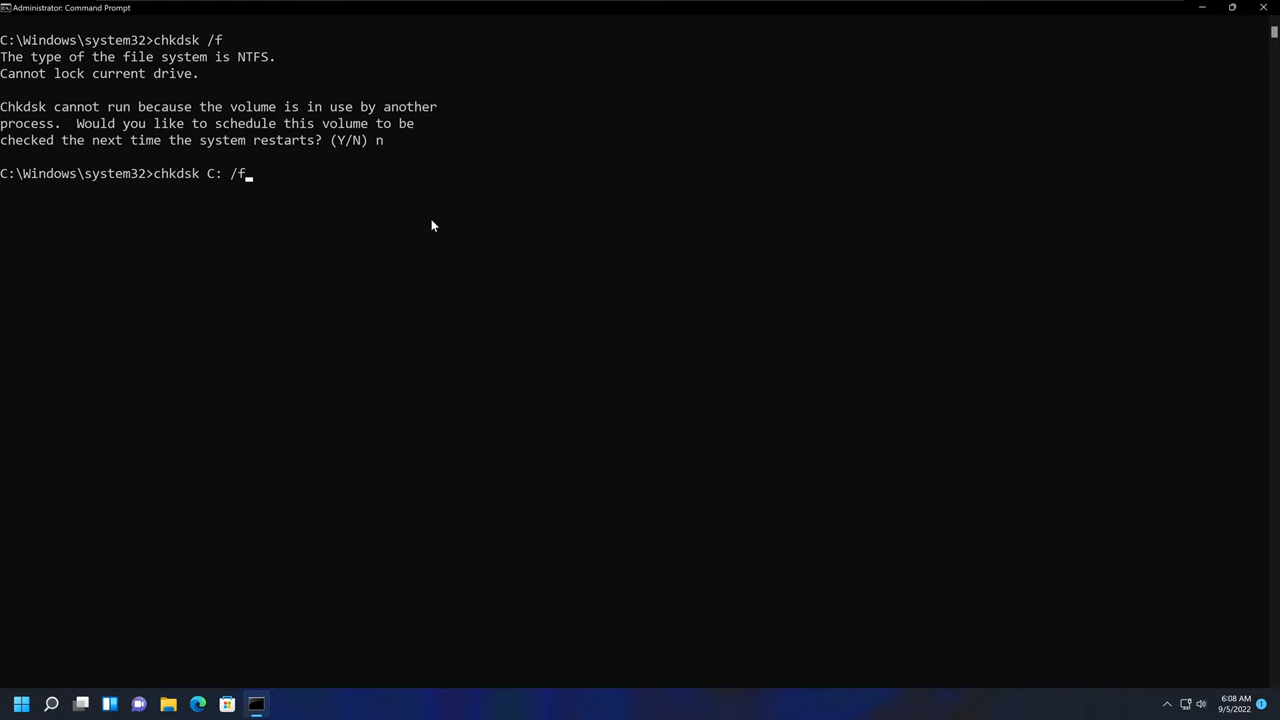 Administrator: Command Prompt
C:\Windows\system32>chkdsk /f
The type of the file system is NTFS.
Cannot lock current drive.
Chkdsk cannot run because the volume is in use by another
process.  Would you like to schedule this volume to be
checked the next time the system restarts? (Y/N) n
C:\Windows\system32>chkdsk C: /f_
6:08 AM
9/5/2022
1